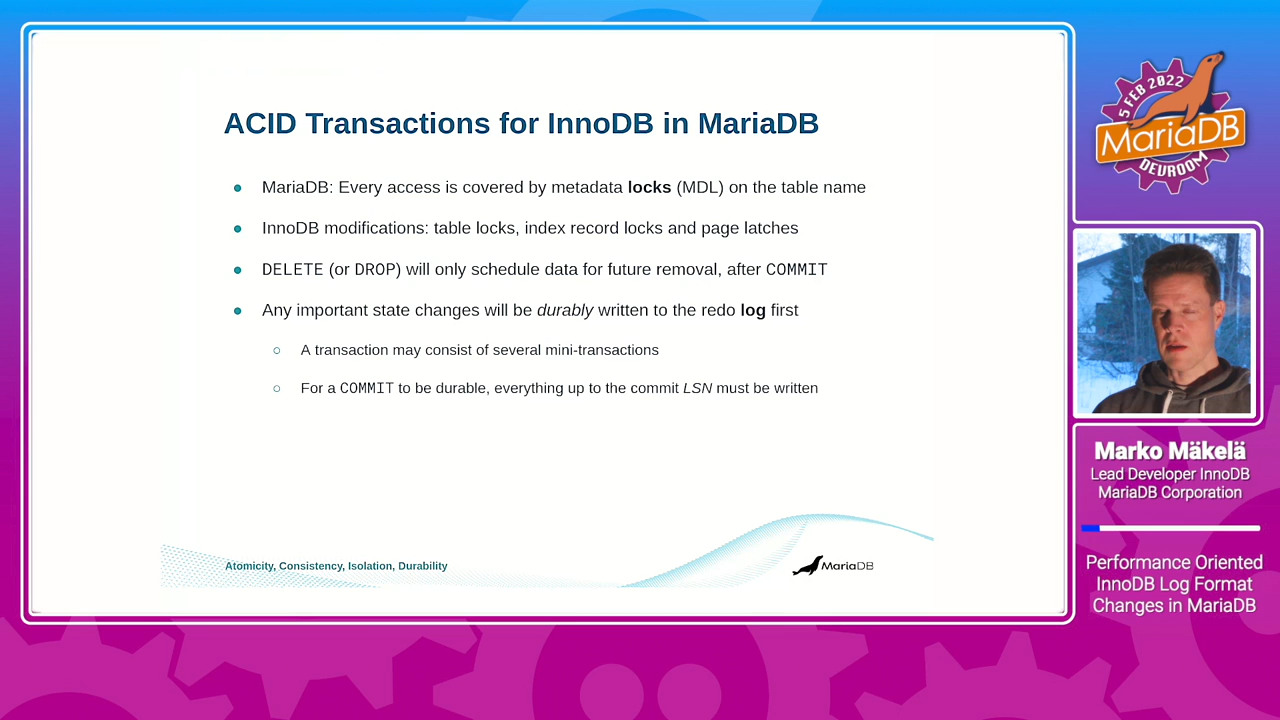 ACID Transactions for InnoDB in MariaDB
MariaDB: Every access is covered by metadata locks (MDL) on the table name
InnoDB modifications: table locks, index record locks and page latches
DELETE (or DROP) will only schedule data for future removal, after COMMIT
Any important state changes will be durably written to the redo log first
A transaction may consist of several mini-transactions
For a COMMIT to be durable, everything up to the commit LSN must be written
Atomicity, Consistency, Isolation, Durability
MariaDB
5 FEB 2022
MariaDB
DEVROOM
Marko Mäkelä
Lead Developer InnoDB
MariaDB Corporation
Performance Oriented
InnoDB Log Format
Changes in MariaDB